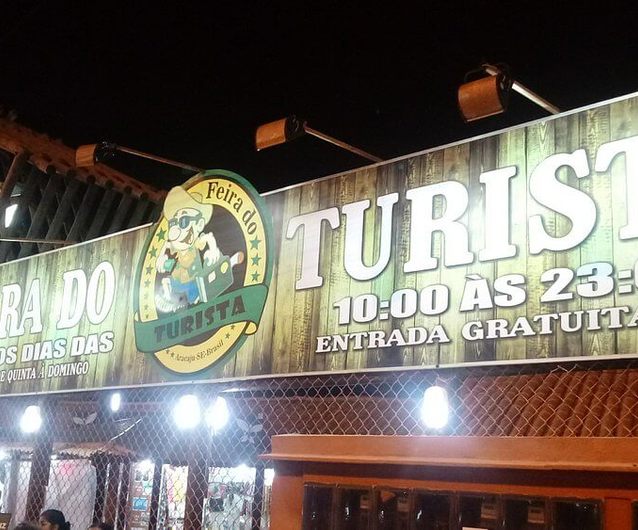 RA DO
OS DIAS DAS
E QUINTA A DOMINGO
Feira do
TURISTA
Aracaju SE-Brasil
TURIST
10:00 ÀS 23:
ENTRADA GRATUITA